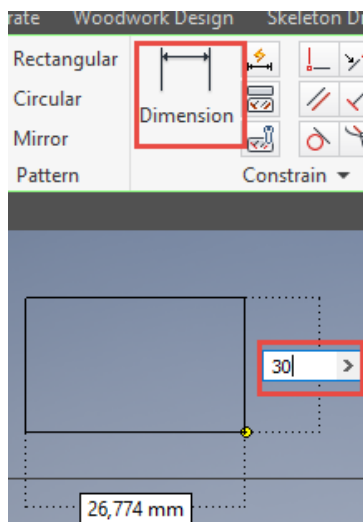 rate Woodwork Design Skeleton D
Rectangular
Circular
Mirror
Pattern
Dimension
Constrain
30
26,774 mm